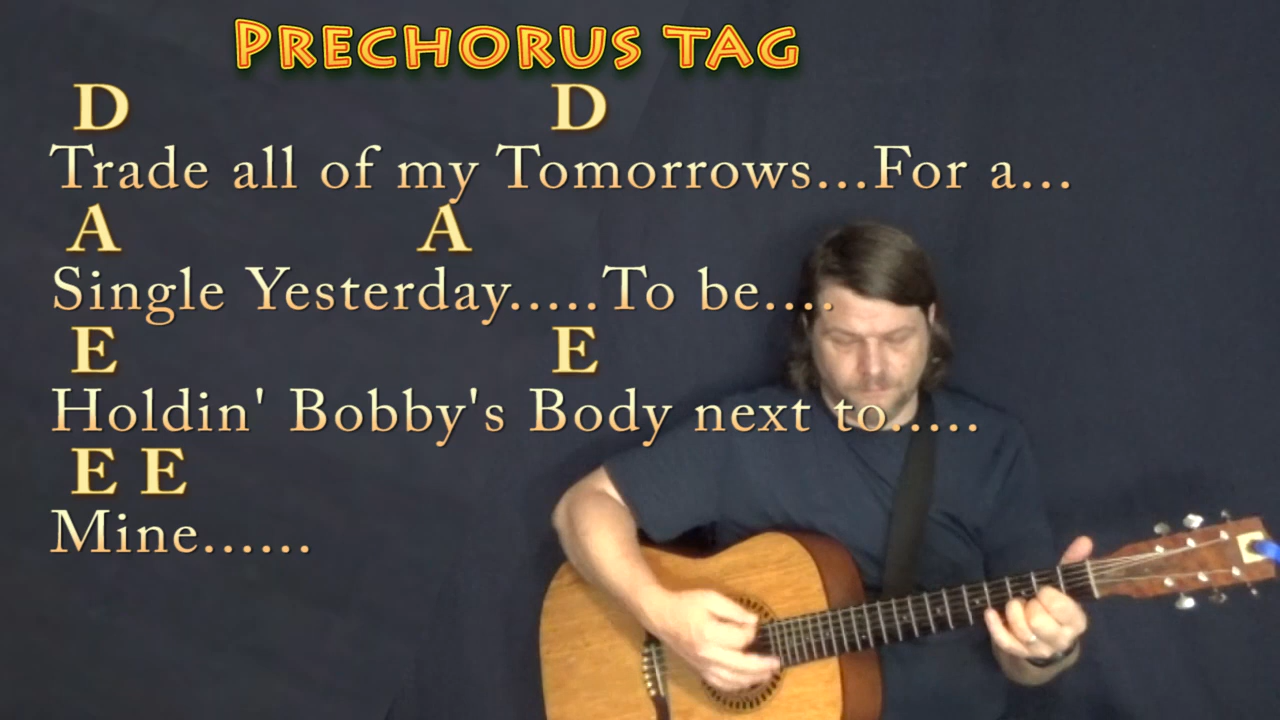 PRECHORUS TAG
D D
Trade all of my Tomorrows...For a...
A A
Single Yesterday.....To be....
E E
Holdin' Bobby's Body next to.....
E E
Mine......